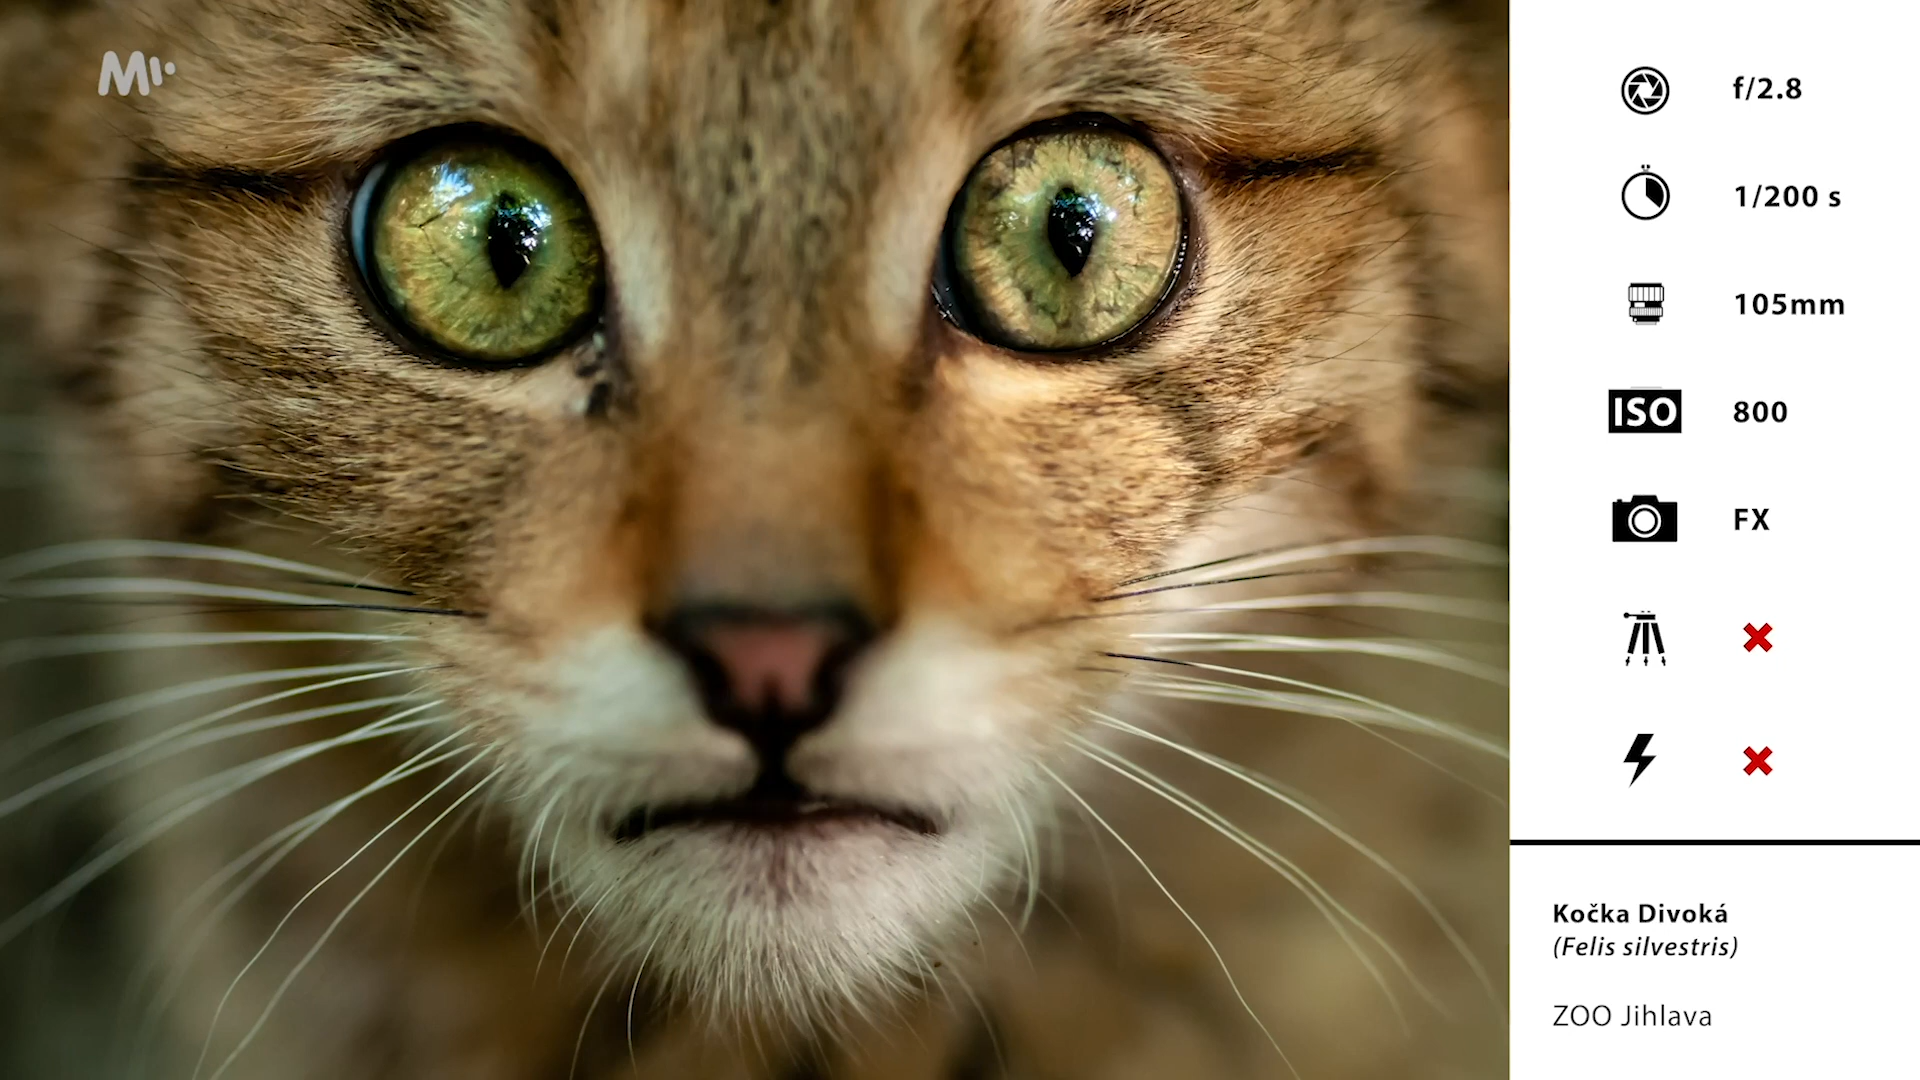 f/2.8
1/200 s
105mm
ISO 800
FX
Kočka Divoká
(Felis silvestris)
ZOO Jihlava